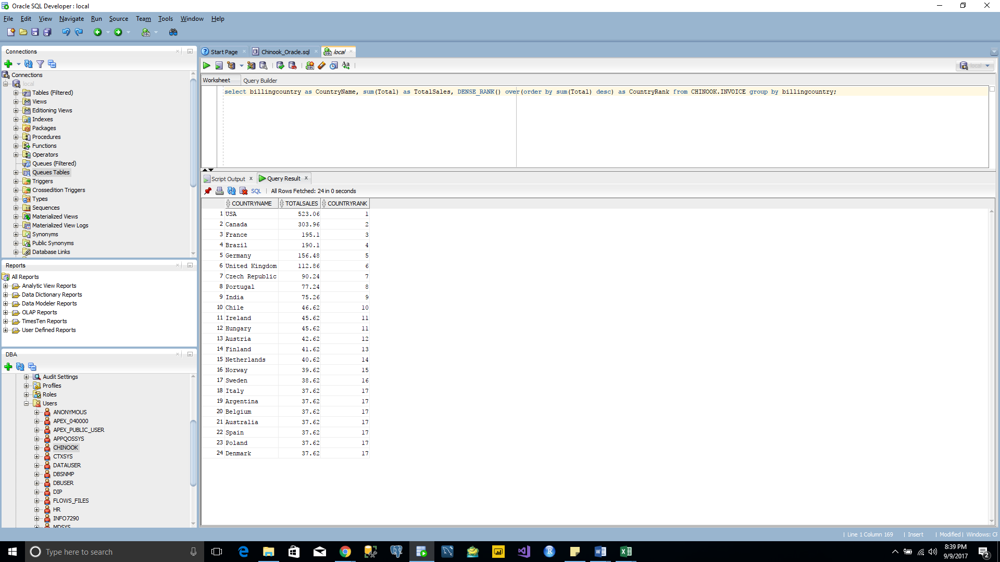 Oracle SQL Developer : local
File Edit View Navigate Run Source Team Tools Window Help
Connections
Connections
local
Tables (Filtered)
Views
Editioning Views
Indexes
Packages
Procedures
Functions
Operators
Queues (Filtered)
Queues Tables
Triggers
Crossedition Triggers
Types
Sequences
Materialized Views
Materialized View Logs
Synonyms
Public Synonyms
Database Links
Reports
All Reports
Analytic View Reports
Data Dictionary Reports
Data Modeler Reports
OLAP Reports
TimesTen Reports
User Defined Reports
DBA
Audit Settings
Profiles
Roles
Users
ANONYMOUS
APEX_040000
APEX_PUBLIC_USER
APPQOSSYS
CHINOOK
CTXSYS
DATAUSER
DBSNMP
DBUSER
DIP
FLOWS_FILES
HR
INFO7290
MDSYS
Start Page Chinook_Oracle.sql local
local
Worksheet Query Builder
select billingcountry as CountryName, sum(Total) as TotalSales, DENSE_RANK() over(order by sum(Total) desc) as CountryRank from CHINOOK.INVOICE group by billingcountry;
Script Output x Query Result x
SQL | All Rows Fetched: 24 in 0 seconds
COUNTRYNAME TOTALSALES COUNTRYRANK
1 USA 523.06 1
2 Canada 303.96 2
3 France 195.1 3
4 Brazil 190.1 4
5 Germany 156.48 5
6 United Kingdom 112.86 6
7 Czech Republic 90.24 7
8 Portugal 77.24 8
9 India 75.26 9
10 Chile 46.62 10
11 Ireland 45.62 11
12 Hungary 45.62 11
13 Austria 42.62 12
14 Finland 41.62 13
15 Netherlands 40.62 14
16 Norway 39.62 15
17 Sweden 38.62 16
18 Italy 37.62 17
19 Argentina 37.62 17
20 Belgium 37.62 17
21 Australia 37.62 17
22 Spain 37.62 17
23 Poland 37.62 17
24 Denmark 37.62 17
| Line 1 Column 169 | Insert | Modified | Windows: CF
Type here to search
8:39 PM
9/9/2017
2